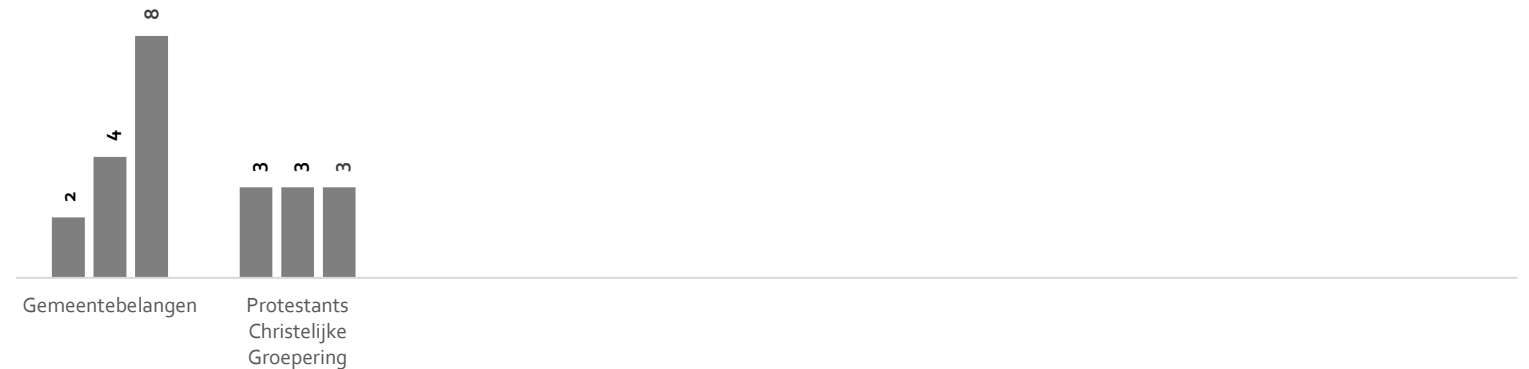 8
4
2
3 3 3
Gemeentebelangen
Protestants
Christelijke
Groepering